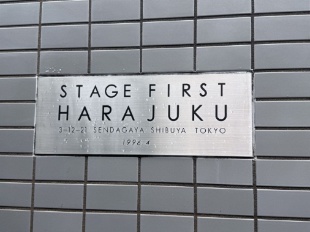 STAGE FIRST
HARAJUKU
3-12-21 SENDAGAYA SHIBUYA TOKYO
1996.4